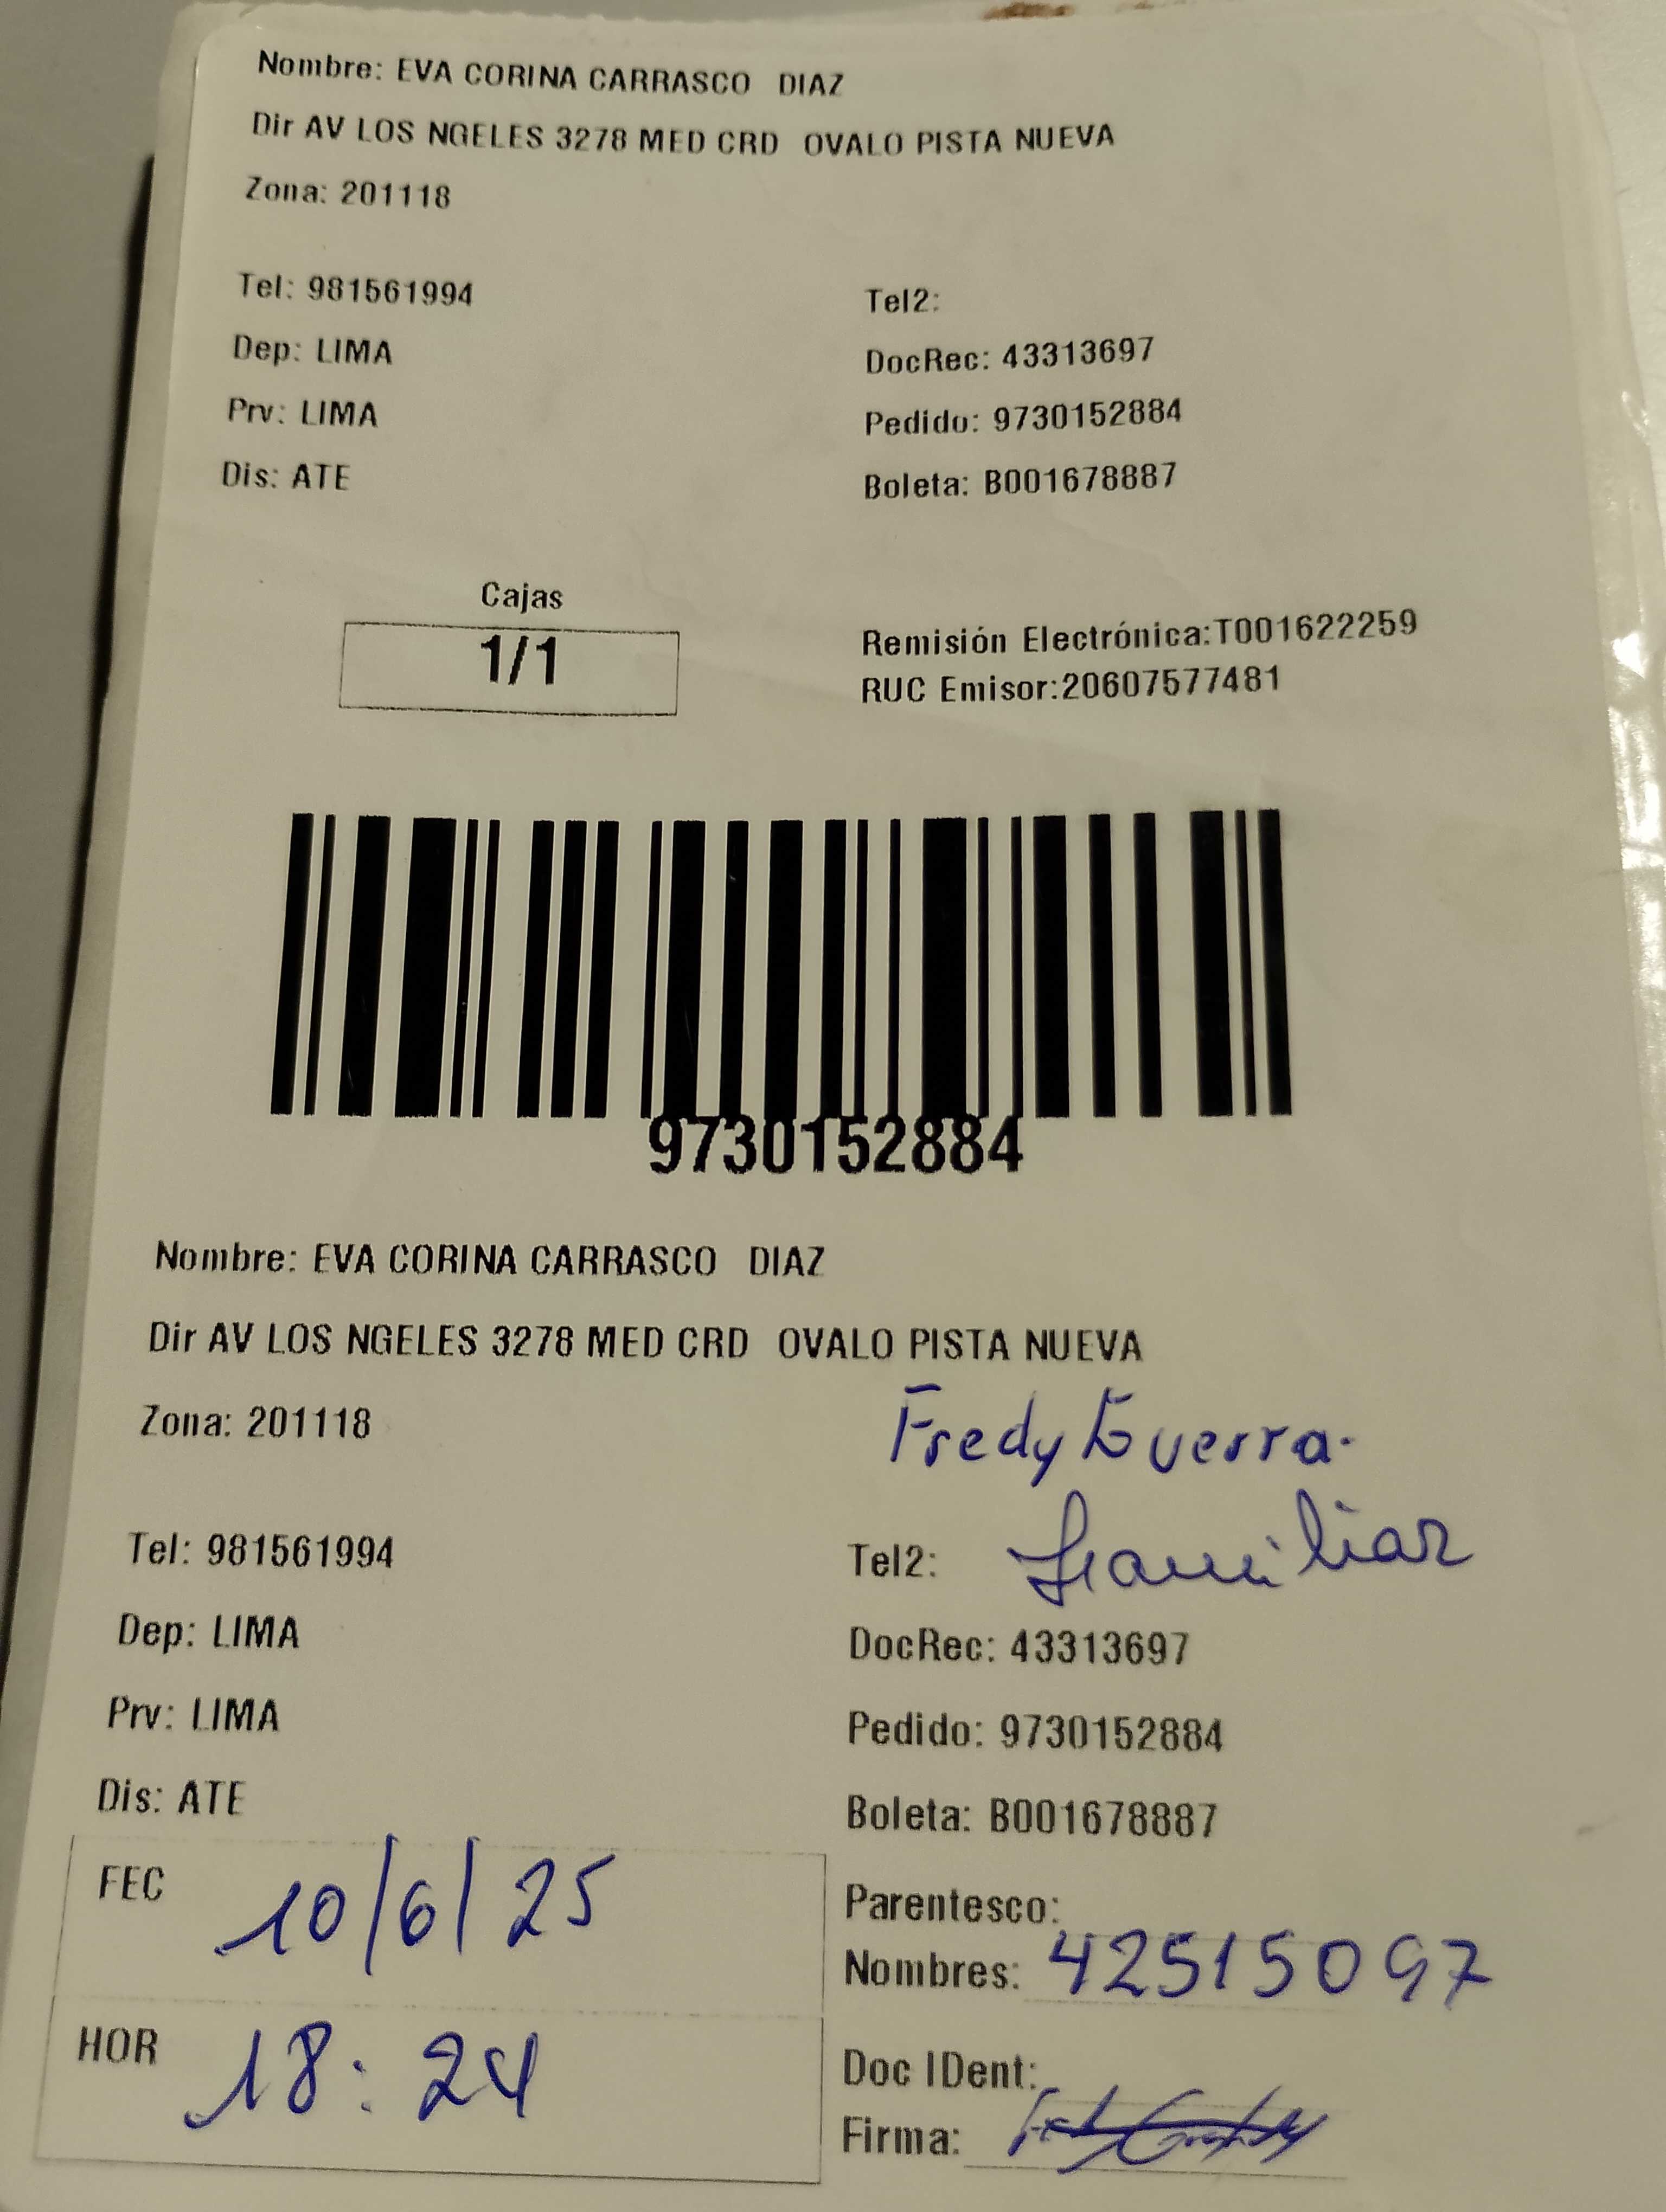 Nombre: EVA CORINA CARRASCO DIAZ
Dir AV LOS NGELES 3278 MED CRD OVALO PISTA NUEVA
Zona: 201118
Tel: 981561994
Tel2:
Dep: LIMA
DocRec: 43313697
Prv: LIMA
Pedido: 9730152884
Dis: ATE
Boleta: B001678887
Cajas
1/1
Remisión Electrónica:T001622259
RUC Emisor:20607577481
9730152884
Nombre: EVA CORINA CARRASCO DIAZ
Dir AV LOS NGELES 3278 MED CRD OVALO PISTA NUEVA
Zona: 201118
Fredy Guerra.
Tel: 981561994
Tel2: Familiar
Dep: LIMA
DocRec: 43313697
Prv: LIMA
Pedido: 9730152884
Dis: ATE
Boleta: B001678887
FEC 10/6/25
Parentesco:
Nombres: 42515097
HOR 18:24
Doc IDent:
Firma: